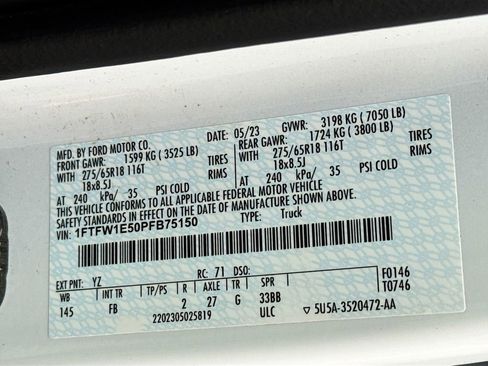 MFD. BY FORD MOTOR CO.
DATE: 05/23 GVWR: 3198 KG ( 7050 LB)
FRONT GAWR: 1599 KG ( 3525 LB) REAR GAWR: 1724 KG ( 3800 LB)
WITH 275/65R18 116T TIRES WITH 275/65R18 116T TIRES
18x8.5J RIMS 18x8.5J RIMS
AT 240 kPa/ 35 PSI COLD AT 240 kPa/ 35 PSI COLD
THIS VEHICLE CONFORMS TO ALL APPLICABLE FEDERAL MOTOR VEHICLE
SAFETY STANDARDS IN EFFECT ON THE DATE OF MANUFACTURE SHOWN ABOVE.
VIN: 1FTFW1E50PFB75150 TYPE: Truck
EXT PNT: YZ RC: 71 DSO: F0146
WB INT TR TP/PS R AXLE TR SPR T0746
145 FB 2 27 G 33BB
2202305025819 ULC 5U5A-3520472-AA